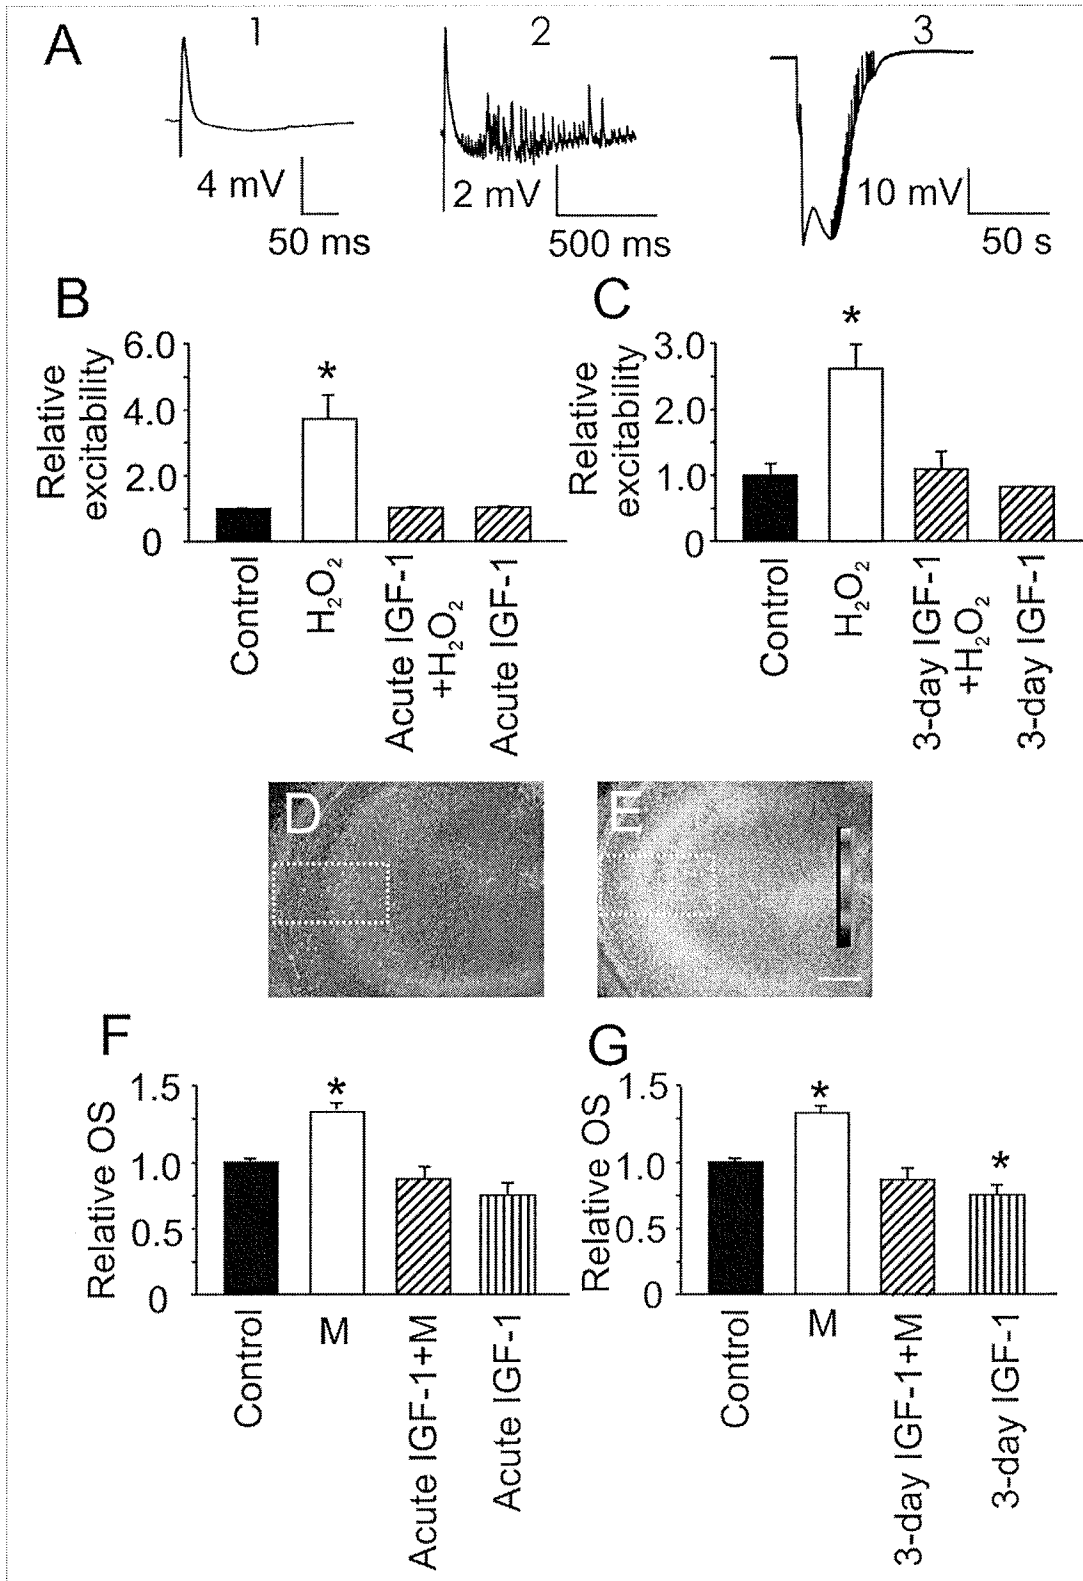 A
1
2
3
4 mV
50 ms
2 mV
500 ms
10 mV
50 s
B
Relative
excitability
6.0
4.0
2.0
0
*
Control
H₂O₂
Acute IGF-1
+H₂O₂
Acute IGF-1
C
Relative
excitability
3.0
2.0
1.0
0
*
Control
H₂O₂
3-day IGF-1
+H₂O₂
3-day IGF-1
D
E
F
Relative OS
1.5
1.0
0.5
0
*
Control
M
Acute IGF-1+M
Acute IGF-1
G
Relative OS
1.5
1.0
0.5
0
*
*
Control
M
3-day IGF-1+M
3-day IGF-1